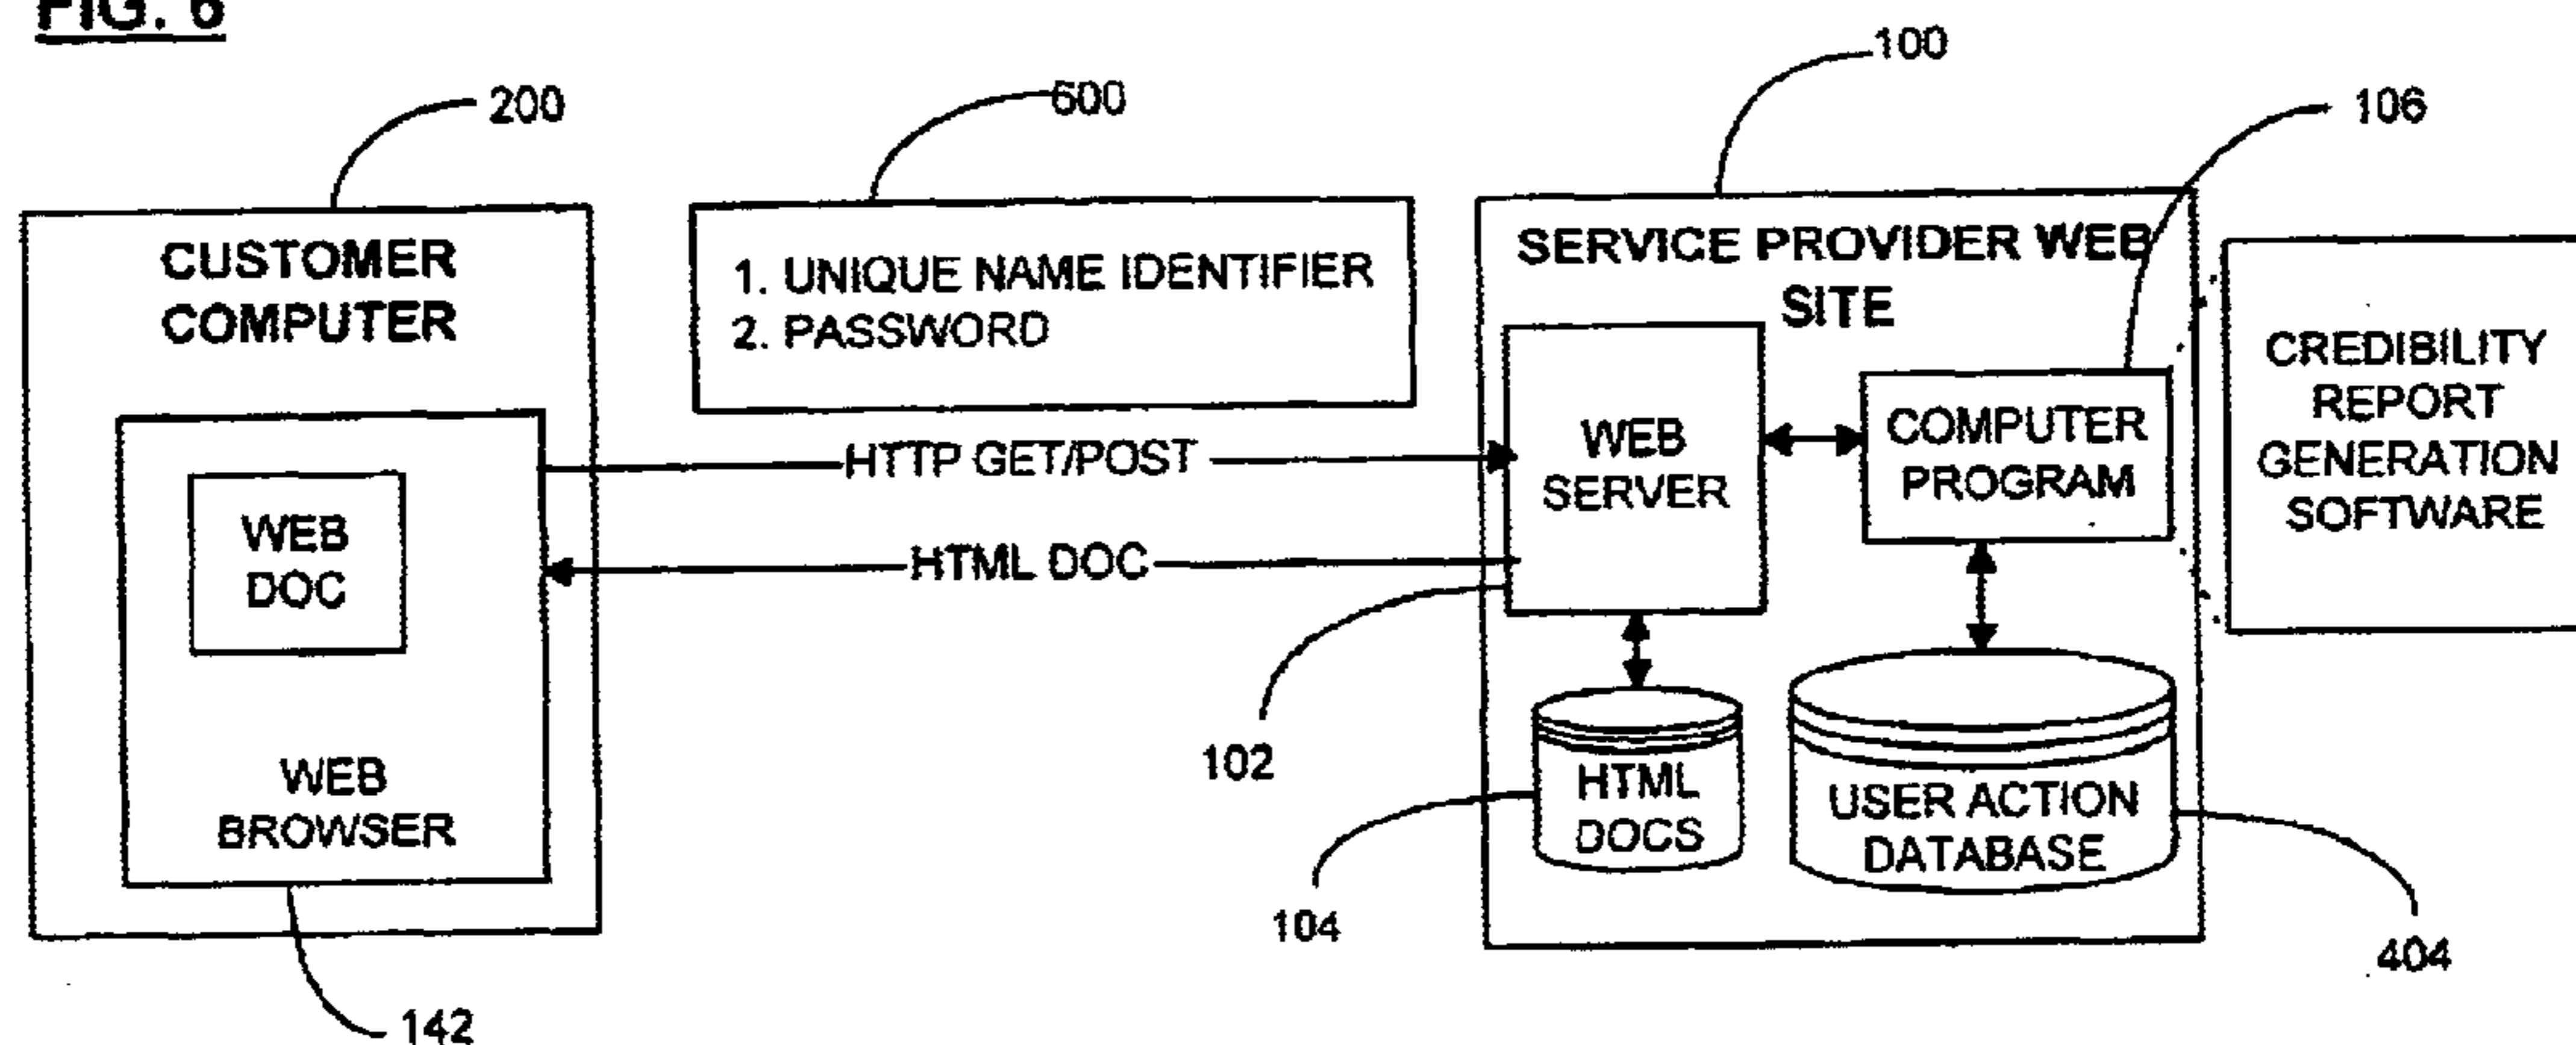 FIG. 6
200
600
100
106
CUSTOMER
COMPUTER
1. UNIQUE NAME IDENTIFIER
2. PASSWORD
SERVICE PROVIDER WEB
SITE
CREDIBILITY
REPORT
GENERATION
SOFTWARE
HTTP GET/POST
WEB
SERVER
COMPUTER
PROGRAM
WEB
DOC
HTML DOC
WEB
BROWSER
102
HTML
DOCS
USER ACTION
DATABASE
104
404
142